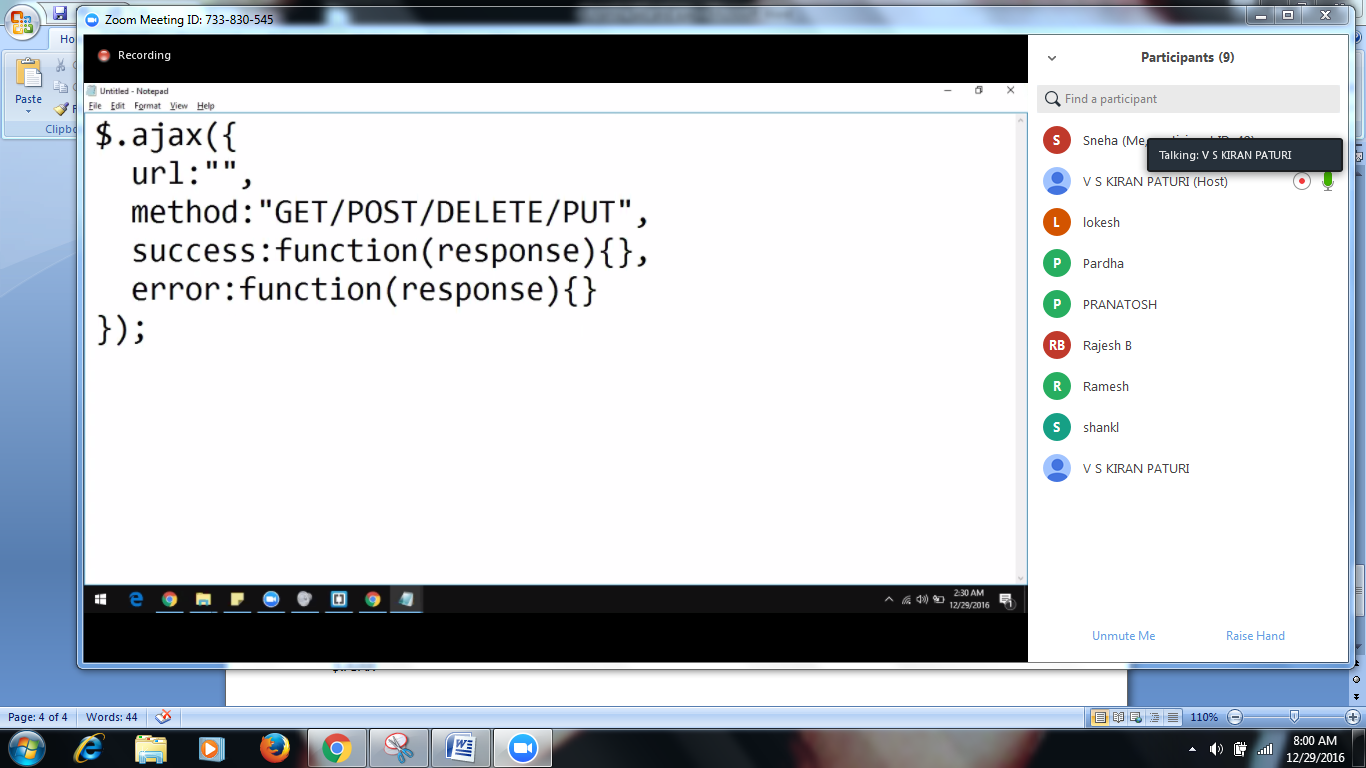 Zoom Meeting ID: 733-830-545
Paste
Recording
Untitled - Notepad
File Edit Format View Help
$.ajax({
url:"",
method:"GET/POST/DELETE/PUT",
success:function(response){},
error:function(response){}
});
2:30 AM
12/29/2016
Participants (9)
Find a participant
S Sneha (Me,
Talking: V S KIRAN PATURI
V S KIRAN PATURI (Host)
L lokesh
P Pardha
P PRANATOSH
RB Rajesh B
R Ramesh
S shankl
V S KIRAN PATURI
Unmute Me Raise Hand
Page: 4 of 4 Words: 44 110%
8:00 AM
12/29/2016